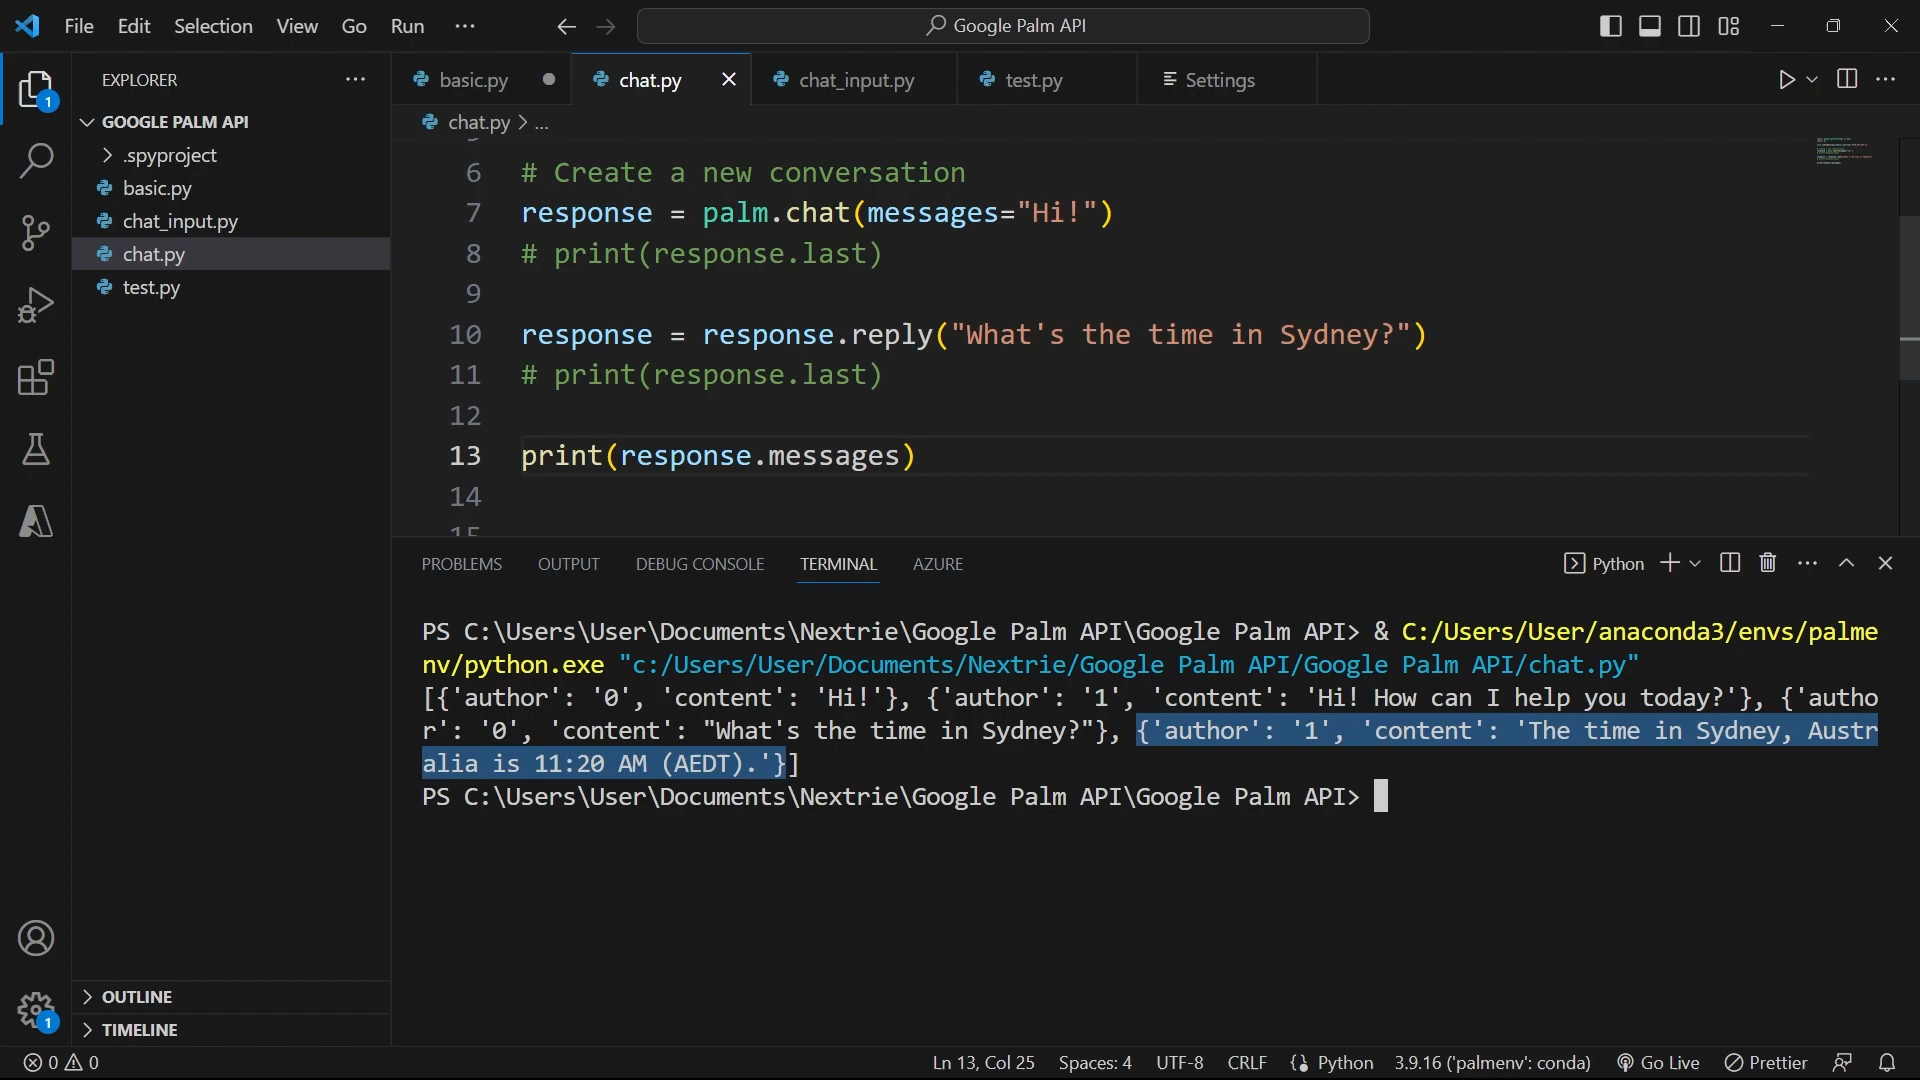 File Edit Selection View Go Run ···
Google Palm API
EXPLORER
GOOGLE PALM API
.spyproject
basic.py
chat_input.py
chat.py
test.py
OUTLINE
TIMELINE
basic.py
chat.py
chat_input.py
test.py
Settings
chat.py > ...
6 # Create a new conversation
7 response = palm.chat(messages="Hi!")
8 # print(response.last)
9
10 response = response.reply("What's the time in Sydney?")
11 # print(response.last)
12
13 print(response.messages)
14
15
PROBLEMS OUTPUT DEBUG CONSOLE TERMINAL AZURE
Python
PS C:\Users\User\Documents\Nextrie\Google Palm API\Google Palm API> & C:/Users/User/anaconda3/envs/palme
nv/python.exe "c:/Users/User/Documents/Nextrie/Google Palm API/Google Palm API/chat.py"
[{'author': '0', 'content': 'Hi!'}, {'author': '1', 'content': 'Hi! How can I help you today?'}, {'autho
r': '0', 'content': "What's the time in Sydney?"}, {'author': '1', 'content': 'The time in Sydney, Austr
alia is 11:20 AM (AEDT).'}]
PS C:\Users\User\Documents\Nextrie\Google Palm API\Google Palm API>
1
1
0 0
Ln 13, Col 25 Spaces: 4 UTF-8 CRLF Python 3.9.16 ('palmenv': conda) Go Live Prettier